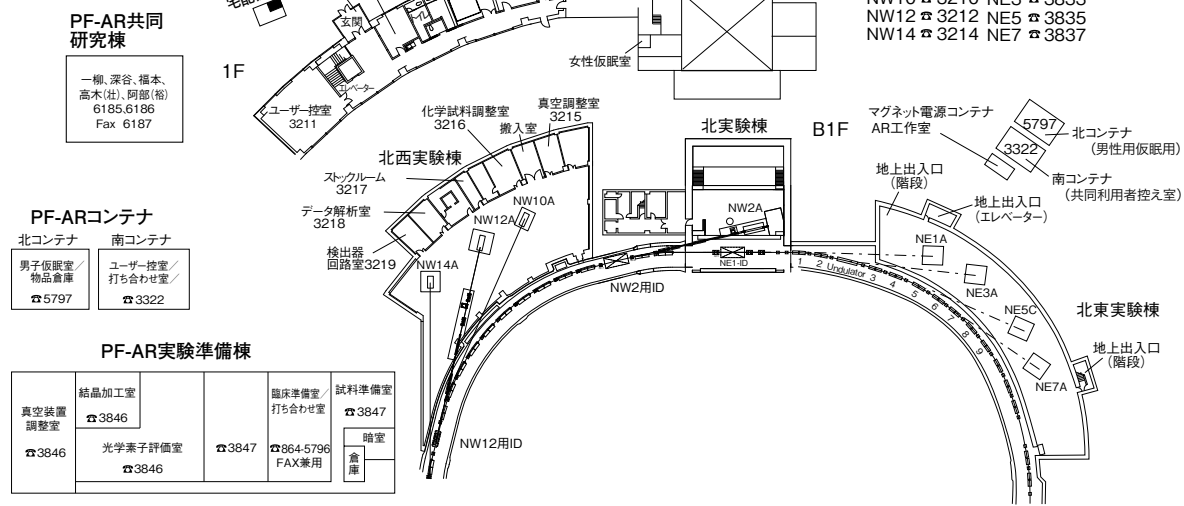 PF-AR共同
研究棟
一柳、深谷、福本、
高木(壮)、阿部(裕)
6185,6186
Fax 6187
1F
玄関
エレベーター
ユーザー控室
3211
女性仮眠室
NW12 ☎ 3212 NE5 ☎ 3835
NW14 ☎ 3214 NE7 ☎ 3837
B1F
北実験棟
北西実験棟
化学試料調整室
3216
搬入室
真空調整室
3215
ストックルーム
3217
データ解析室
3218
検出器
回路室3219
NW10A
NW12A
NW14A
NW2A
NE1-ID
NW2用ID
NW12用ID
1 2 Undulator 3 4 5 6 7 8 9
マグネット電源コンテナ
AR工作室
5797
3322
北コンテナ
(男性用仮眠用)
南コンテナ
(共同利用者控え室)
地上出入口
(階段)
地上出入口
(エレベーター)
NE1A
NE3A
NE5C
NE7A
北東実験棟
地上出入口
(階段)
PF-ARコンテナ
北コンテナ
男子仮眠室/
物品倉庫
☎5797
南コンテナ
ユーザー控室/
打ち合わせ室/
☎3322
PF-AR実験準備棟
真空装置
調整室
☎3846
結晶加工室
☎3846
光学素子評価室
☎3846
☎3847
臨床準備室/
打ち合わせ室
☎864-5796
FAX兼用
試料準備室
☎3847
暗室
倉庫